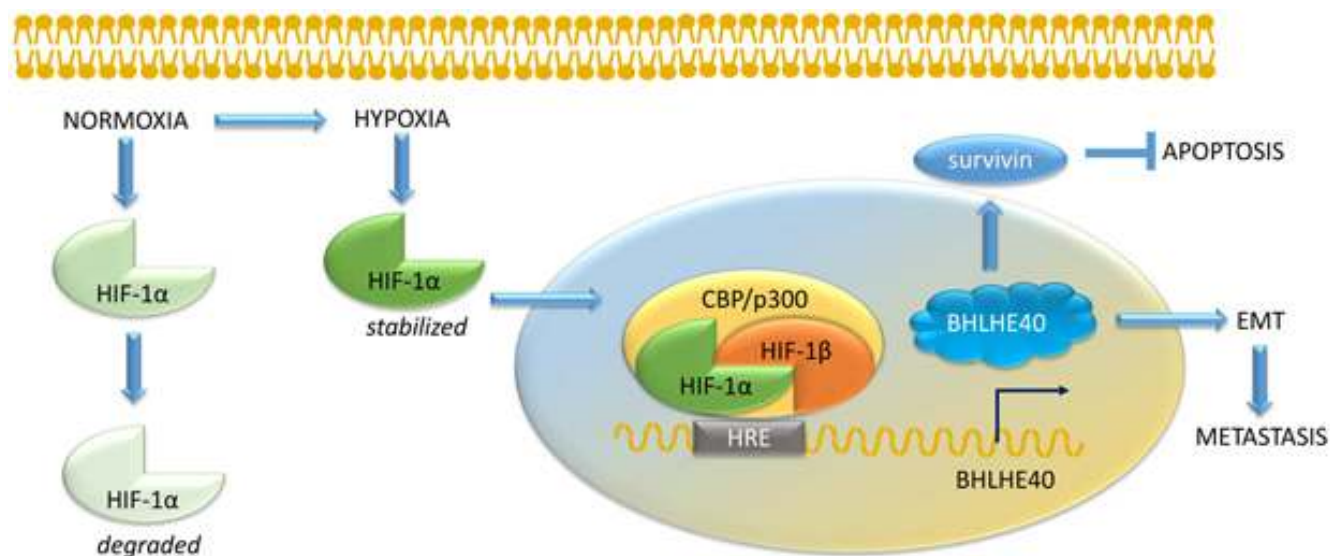 NORMOXIA
HYPOXIA
survivin
APOPTOSIS
HIF-1α
HIF-1α
stabilized
CBP/p300
HIF-1β
HIF-1α
BHLHE40
EMT
HRE
METASTASIS
BHLHE40
HIF-1α
degraded